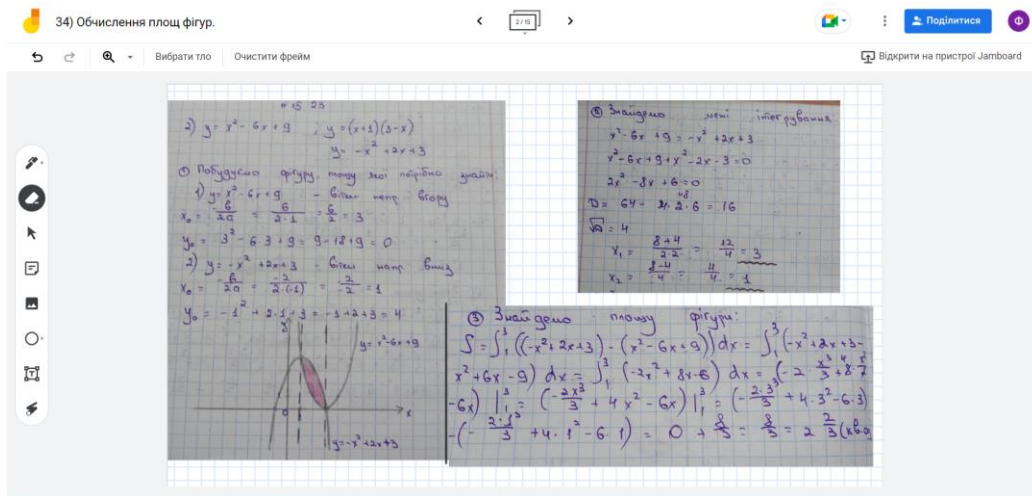 34) Обчислення площ фігур.
2 / 15
Поділитися
Ф
Вибрати тло
Очистити фрейм
Відкрити на пристрої Jamboard
№ 15. 23
2) y = x² - 6x + 9 ; y = (x+1)(3-x)
y = -x² + 2x + 3
① Побудуємо фігуру, площу якої потрібно знайти:
1) y = x² - 6x + 9 - вітки напр. вгору
x₀ = -b/2a = 6/2·1 = 6/2 = 3
y₀ = 3² - 6·3 + 9 = 9 - 18 + 9 = 0
2) y = -x² + 2x + 3 - вітки напр вниз
x₀ = -b/2a = -2/2·(-1) = -2/-2 = 1
y₀ = -1² + 2·1 + 3 = -1 + 2 + 3 = 4
y
y = x² - 6x + 9
0
x
y = -x² + 2x + 3
② Знайдемо межі інтегрування
x² - 6x + 9 = -x² + 2x + 3
x² - 6x + 9 + x² - 2x - 3 = 0
2x² - 8x + 6 = 0
D = 64 - 4·2·6 = 16
√D = 4
x₁ = 8+4/2·2 = 12/4 = 3
x₂ = 8-4/4 = 4/4 = 1
③ Знайдемо площу фігури:
S = ∫₁³ ((-x² + 2x + 3) - (x² - 6x + 9)) dx = ∫₁³ (-x² + 2x + 3 -
x² + 6x - 9) dx = ∫₁³ (-2x² + 8x - 6) dx = (-2·x³/3 + 8·x²/2
-6x) |₁³ = (-2x³/3 + 4x² - 6x) |₁³ = (-2·3³/3 + 4·3² - 6·3)
-(-2·1³/3 + 4·1² - 6·1) = 0 + 8/3 = 8/3 = 2 2/3 (кв.о